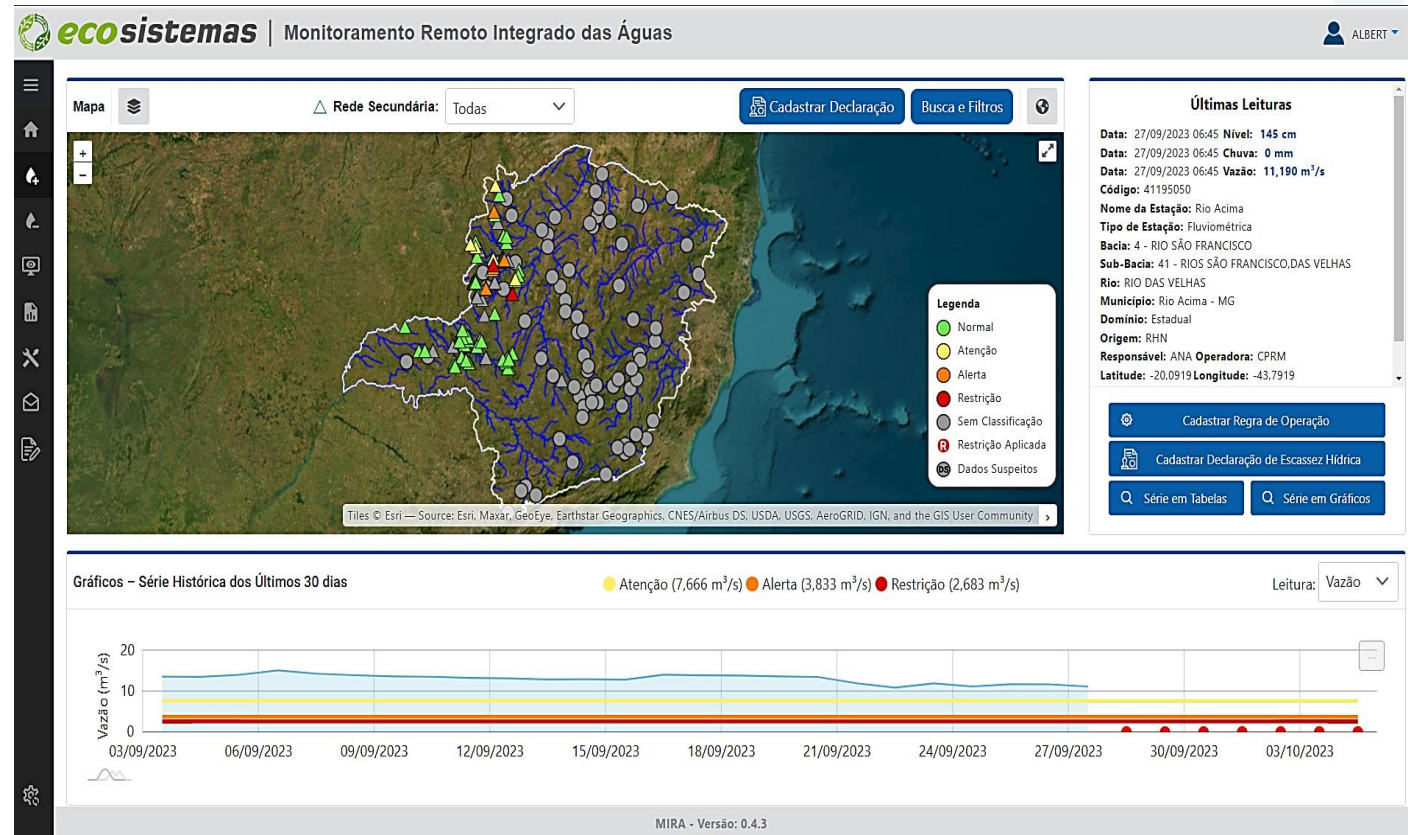 ecosistemas | Monitoramento Remoto Integrado das Águas
ALBERT
Mapa
Rede Secundária: Todas
Cadastrar Declaração
Busca e Filtros
+
-
Legenda
Normal
Atenção
Alerta
Restrição
Sem Classificação
R Restrição Aplicada
DS Dados Suspeitos
Tiles © Esri — Source: Esri, Maxar, GeoEye, Earthstar Geographics, CNES/Airbus DS, USDA, USGS, AeroGRID, IGN, and the GIS User Community ›
Últimas Leituras
Data: 27/09/2023 06:45 Nível: 145 cm
Data: 27/09/2023 06:45 Chuva: 0 mm
Data: 27/09/2023 06:45 Vazão: 11,190 m³/s
Código: 41195050
Nome da Estação: Rio Acima
Tipo de Estação: Fluviométrica
Bacia: 4 - RIO SÃO FRANCISCO
Sub-Bacia: 41 - RIOS SÃO FRANCISCO,DAS VELHAS
Rio: RIO DAS VELHAS
Município: Rio Acima - MG
Domínio: Estadual
Origem: RHN
Responsável: ANA Operadora: CPRM
Latitude: -20,0919 Longitude: -43,7919
Cadastrar Regra de Operação
Cadastrar Declaração de Escassez Hídrica
Série em Tabelas
Série em Gráficos
Gráficos – Série Histórica dos Últimos 30 dias
Atenção (7,666 m³/s) Alerta (3,833 m³/s) Restrição (2,683 m³/s)
Leitura: Vazão
...
Vazão (m³/s)
20
10
0
03/09/2023 06/09/2023 09/09/2023 12/09/2023 15/09/2023 18/09/2023 21/09/2023 24/09/2023 27/09/2023 30/09/2023 03/10/2023
MIRA - Versão: 0.4.3